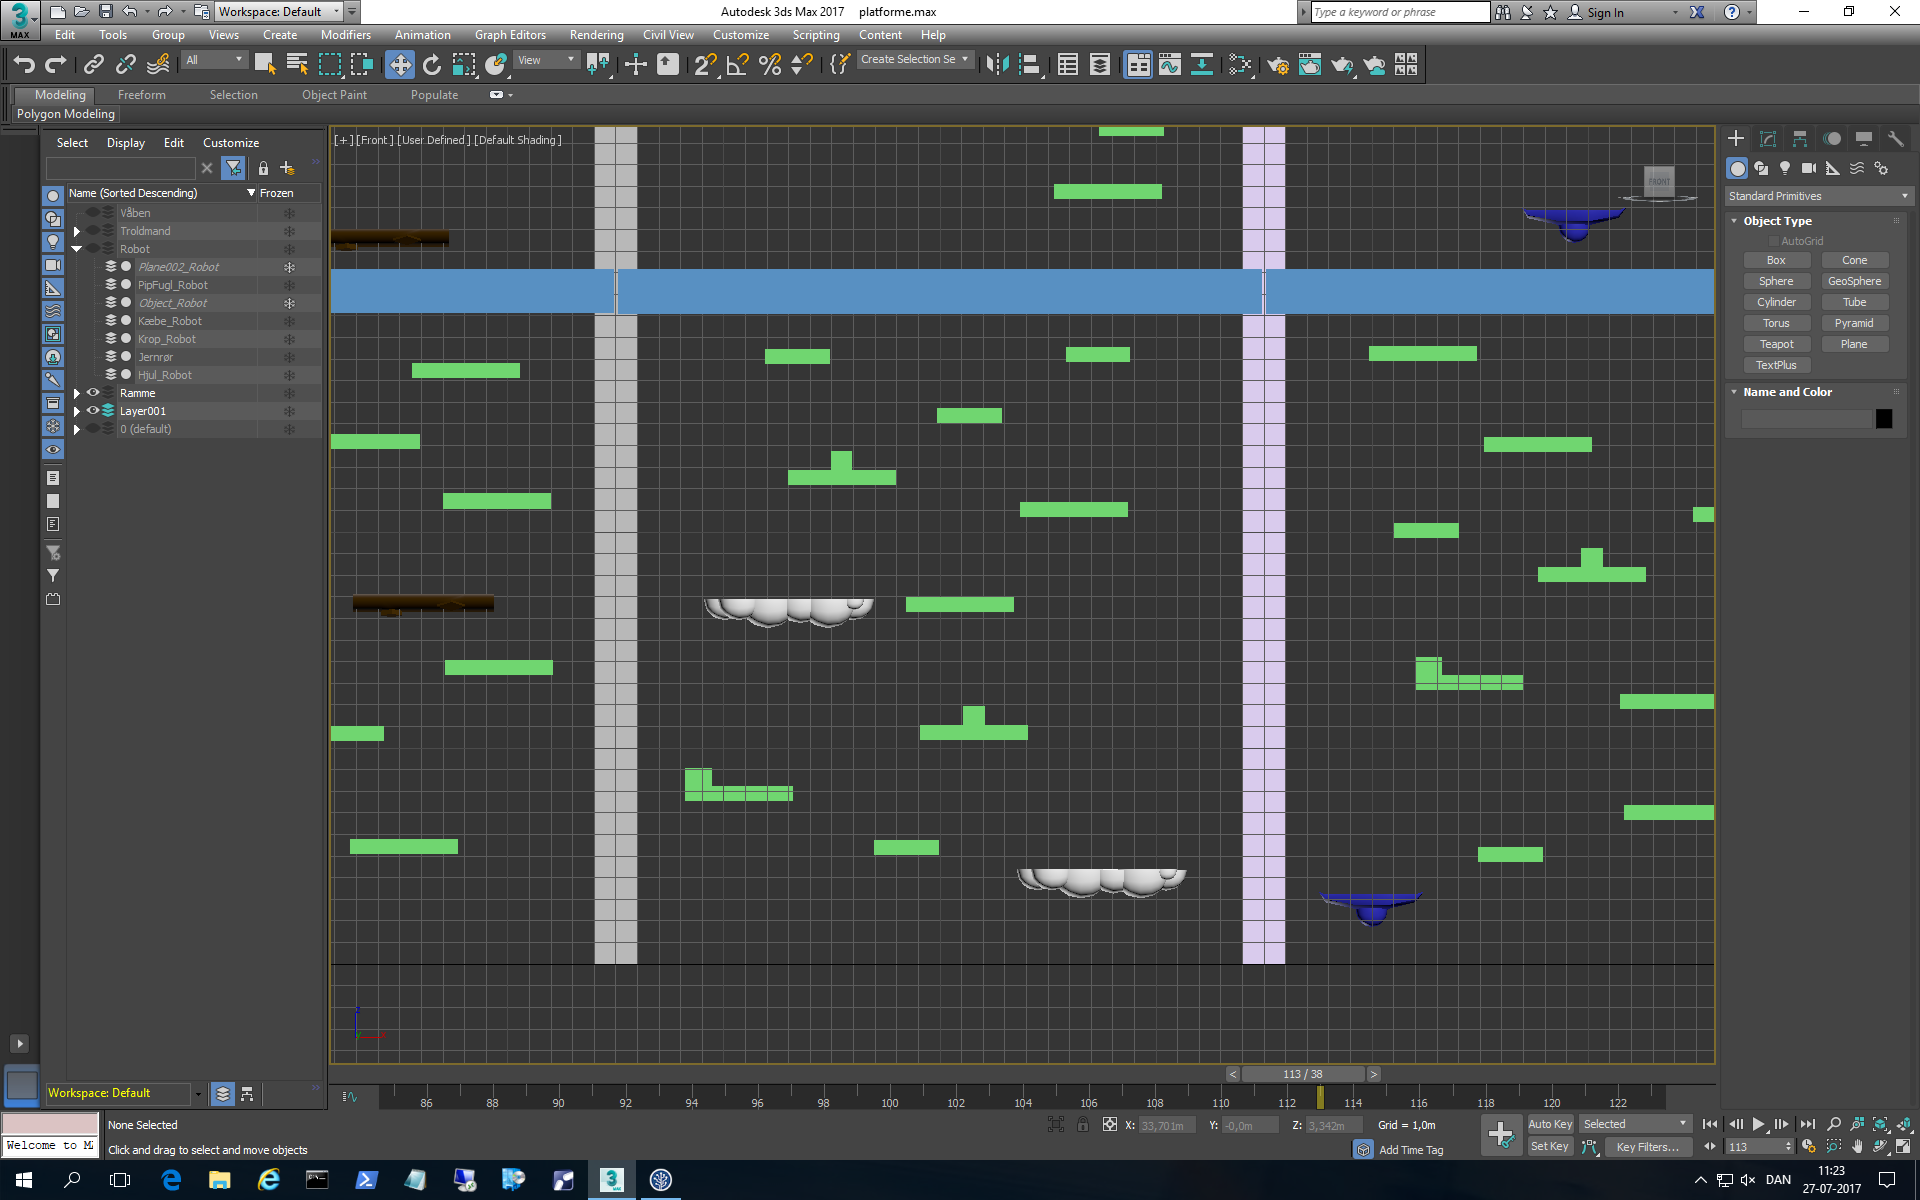 Workspace: Default
Autodesk 3ds Max 2017 platforme.max
Type a keyword or phrase
Sign In
MAX
Edit Tools Group Views Create Modifiers Animation Graph Editors Rendering Civil View Customize Scripting Content Help
All
View
Create Selection Se
Modeling Freeform Selection Object Paint Populate
Polygon Modeling
Select Display Edit Customize
Name (Sorted Descending) Frozen
Våben
Troldmand
Robot
Plane002_Robot
PipFugl_Robot
Object_Robot
Kæbe_Robot
Krop_Robot
Jernrør
Hjul_Robot
Ramme
Layer001
0 (default)
[+] [Front] [User Defined] [Default Shading]
FRONT
z
y
x
Standard Primitives
Object Type
AutoGrid
Box Cone
Sphere GeoSphere
Cylinder Tube
Torus Pyramid
Teapot Plane
TextPlus
Name and Color
Workspace: Default
< 113 / 38 >
86 88 90 92 94 96 98 100 102 104 106 108 110 112 114 116 118 120 122
None Selected
X: 33,701m Y: -0,0m Z: 3,342m Grid = 1,0m
Auto Key Selected
Welcome to M
Click and drag to select and move objects
Add Time Tag
Set Key Key Filters...
113
3
MAX
DAN
11:23
27-07-2017